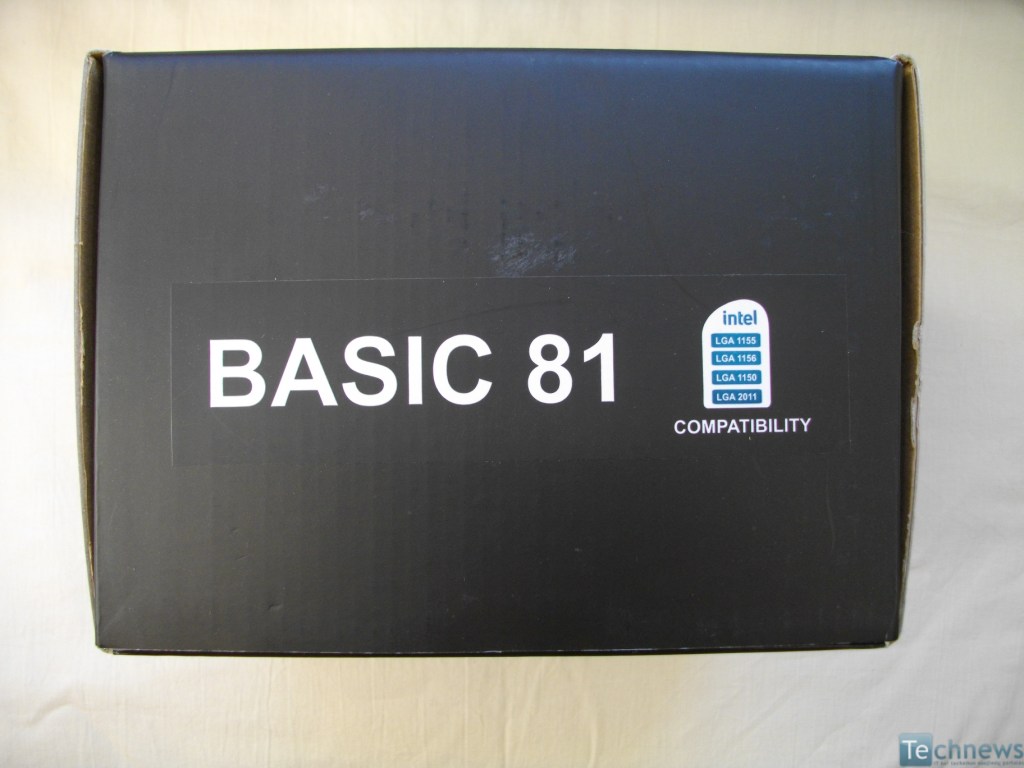 BASIC 81
intel
LGA 1155
LGA 1156
LGA 1150
LGA 2011
COMPATIBILITY
Technews